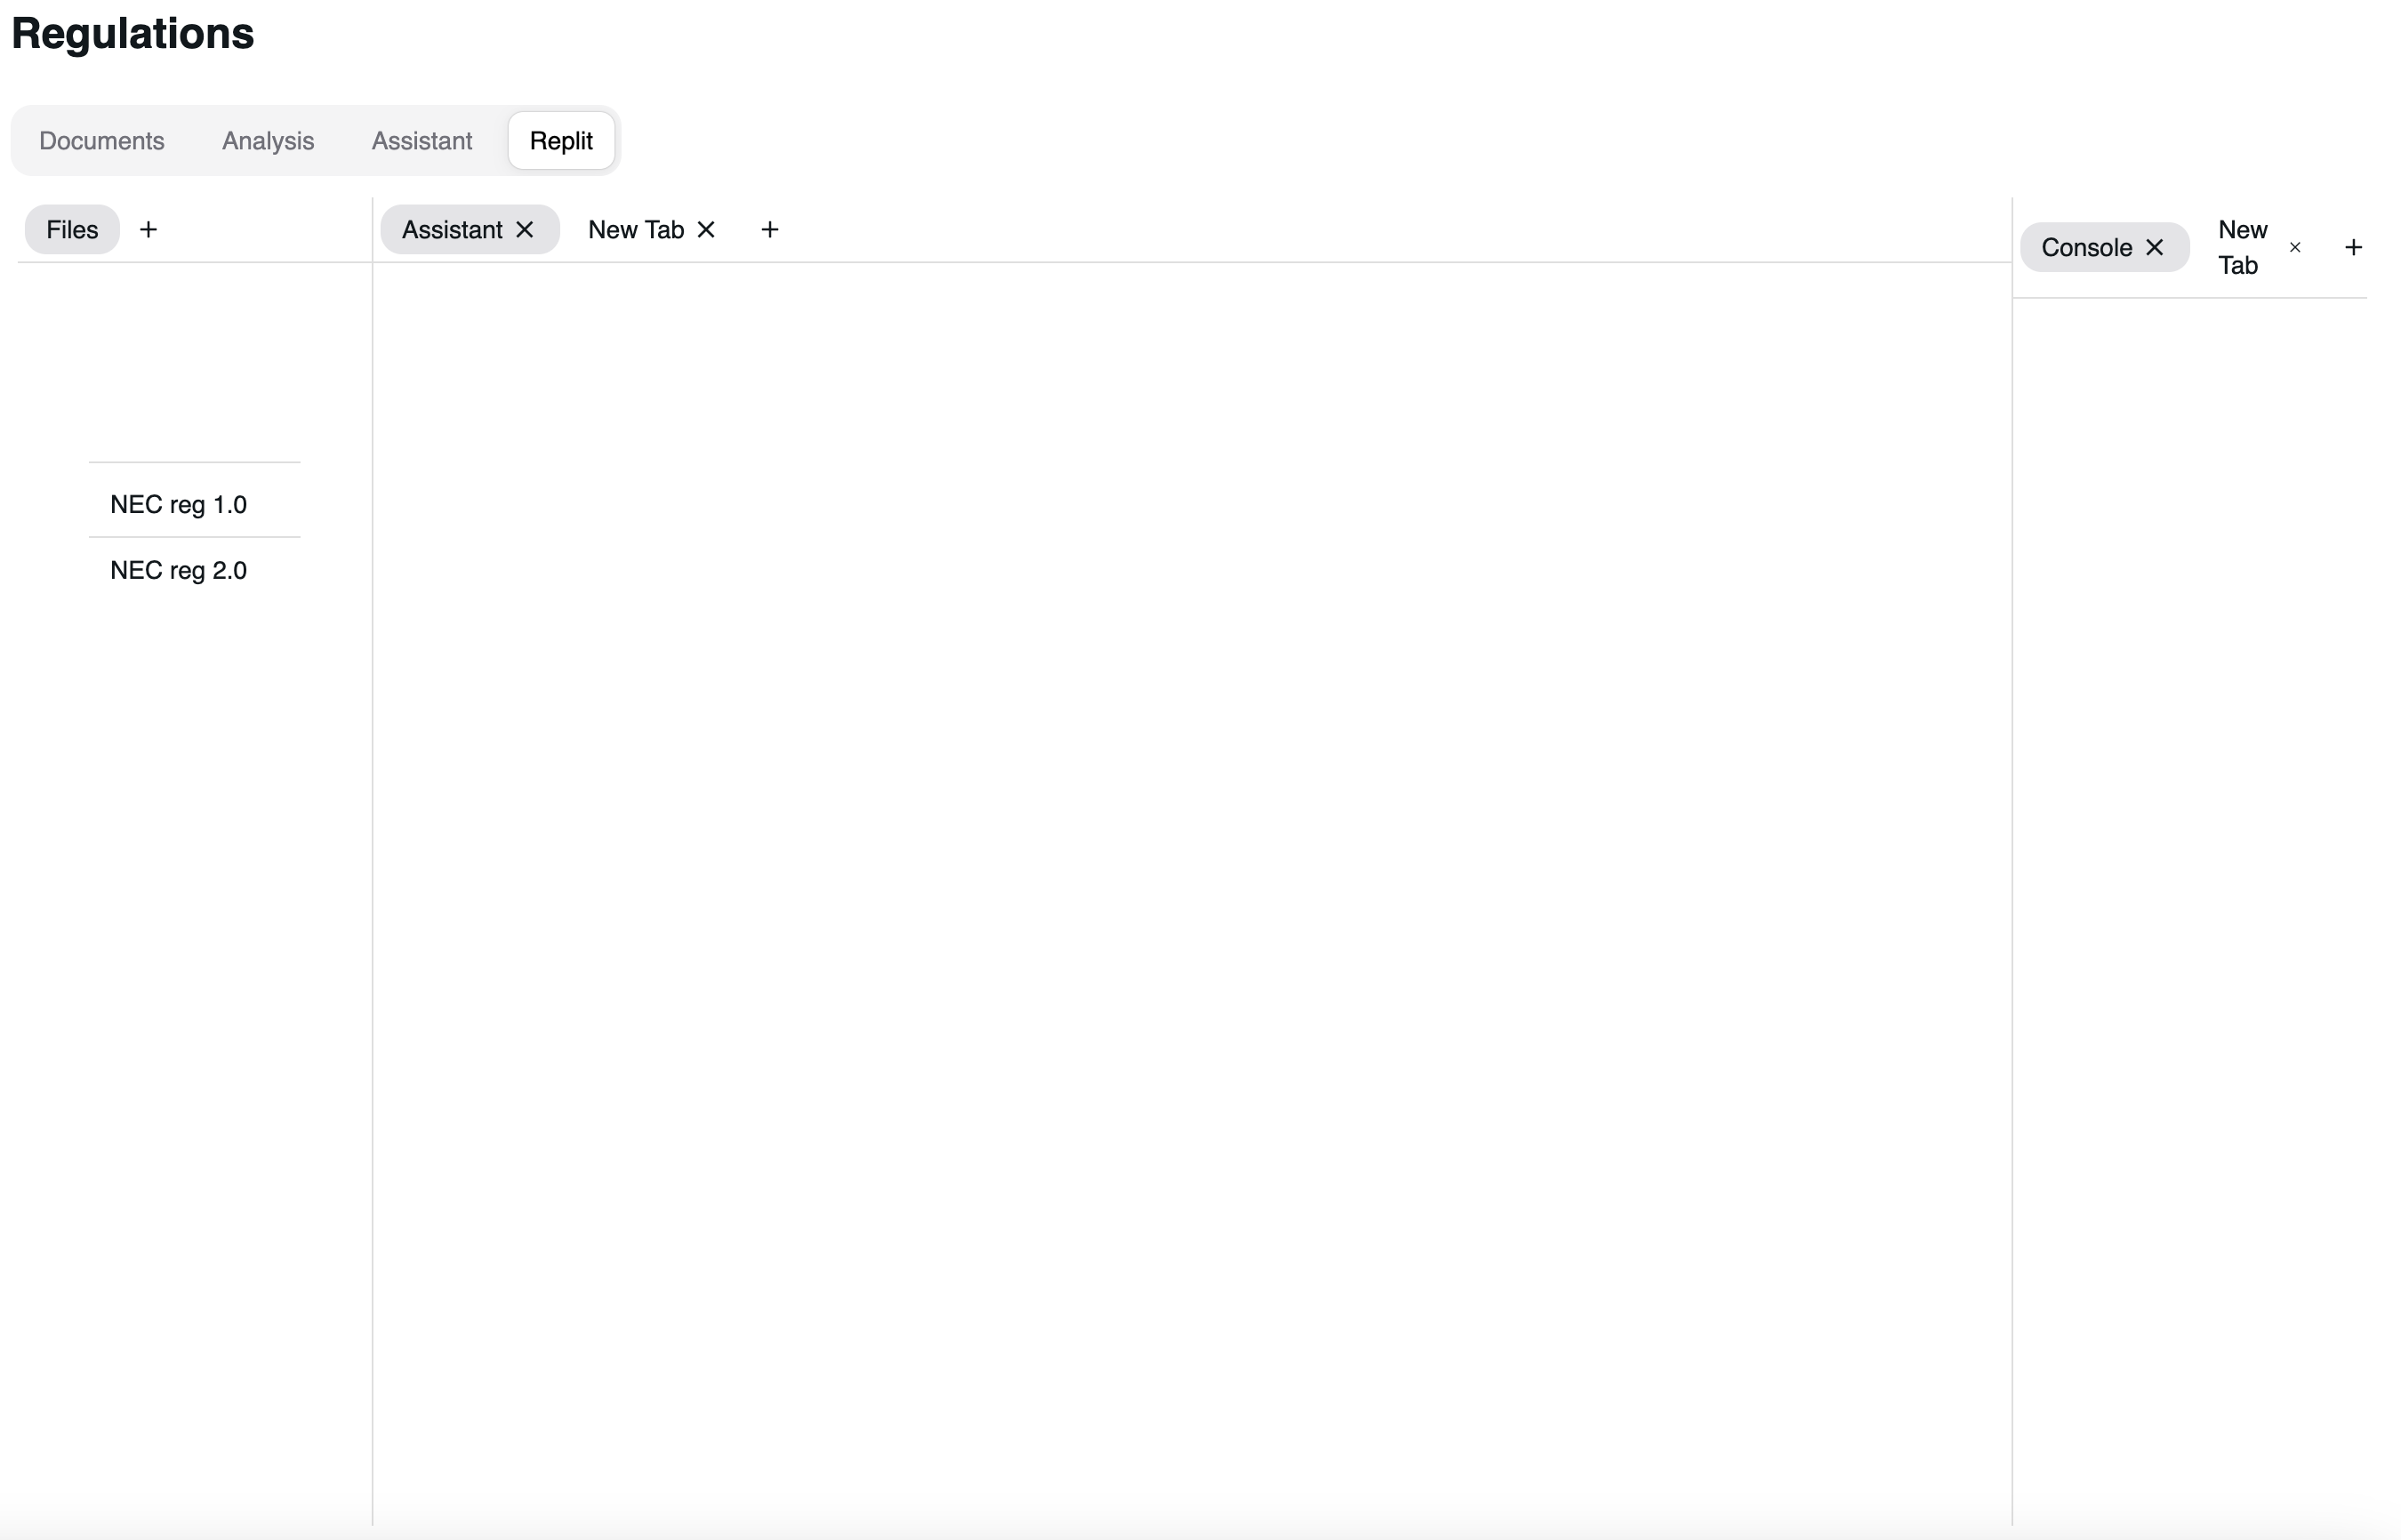 Regulations
Documents Analysis Assistant Replit
Files + Assistant × New Tab × +
Console × New Tab × +
NEC reg 1.0
NEC reg 2.0